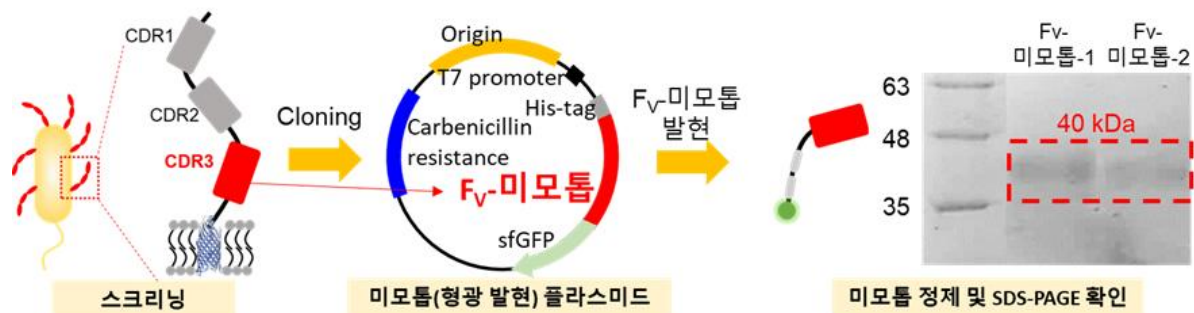 CDR1
CDR2
CDR3
스크리닝
Cloning
Origin
T7 promoter
His-tag
Carbenicillin
resistance
FV-미모톱
sfGFP
미모톱(형광 발현) 플라스미드
FV-미모톱
발현
Fv-
미모톱-1
Fv-
미모톱-2
63
48
35
40 kDa
미모톱 정제 및 SDS-PAGE 확인